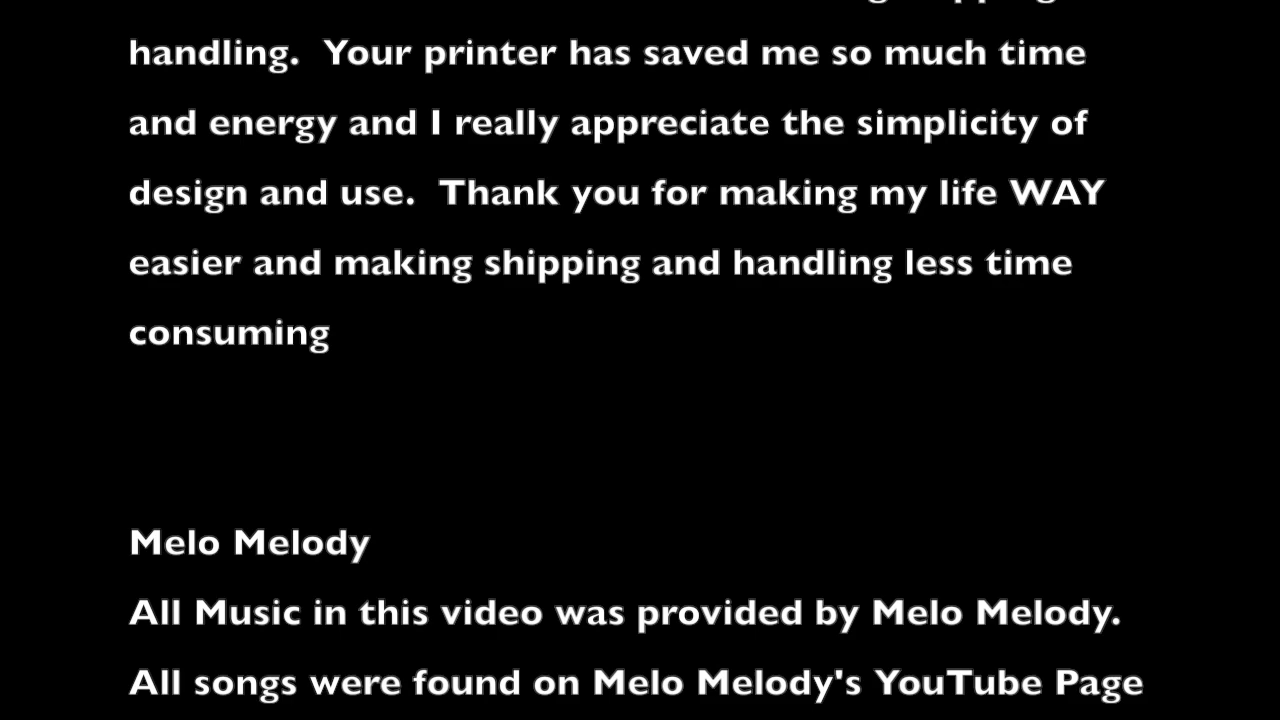 handling.  Your printer has saved me so much time
and energy and I really appreciate the simplicity of
design and use.  Thank you for making my life WAY
easier and making shipping and handling less time
consuming
Melo Melody
All Music in this video was provided by Melo Melody.
All songs were found on Melo Melody's YouTube Page